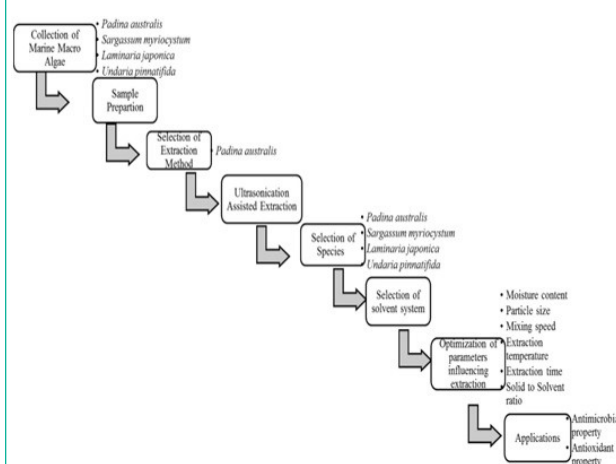 Collection of
Marine Macro
Algae
• Padina australis
• Sargassum myriocystum
• Laminaria japonica
• Undaria pinnatifida
Sample
Prepartion
Selection of
Extraction
Method
• Padina australis
Ultrasonication
Assisted Extraction
Selection of
Species
• Padina australis
• Sargassum myriocystum
• Laminaria japonica
• Undaria pinnatifida
Selection of
solvent system
Optimization of
parameters
influencing
extraction
• Moisture content
• Particle size
• Mixing speed
• Extraction
temperature
• Extraction time
• Solid to Solvent
ratio
Applications
• Antimicrobia
property
• Antioxidant
property